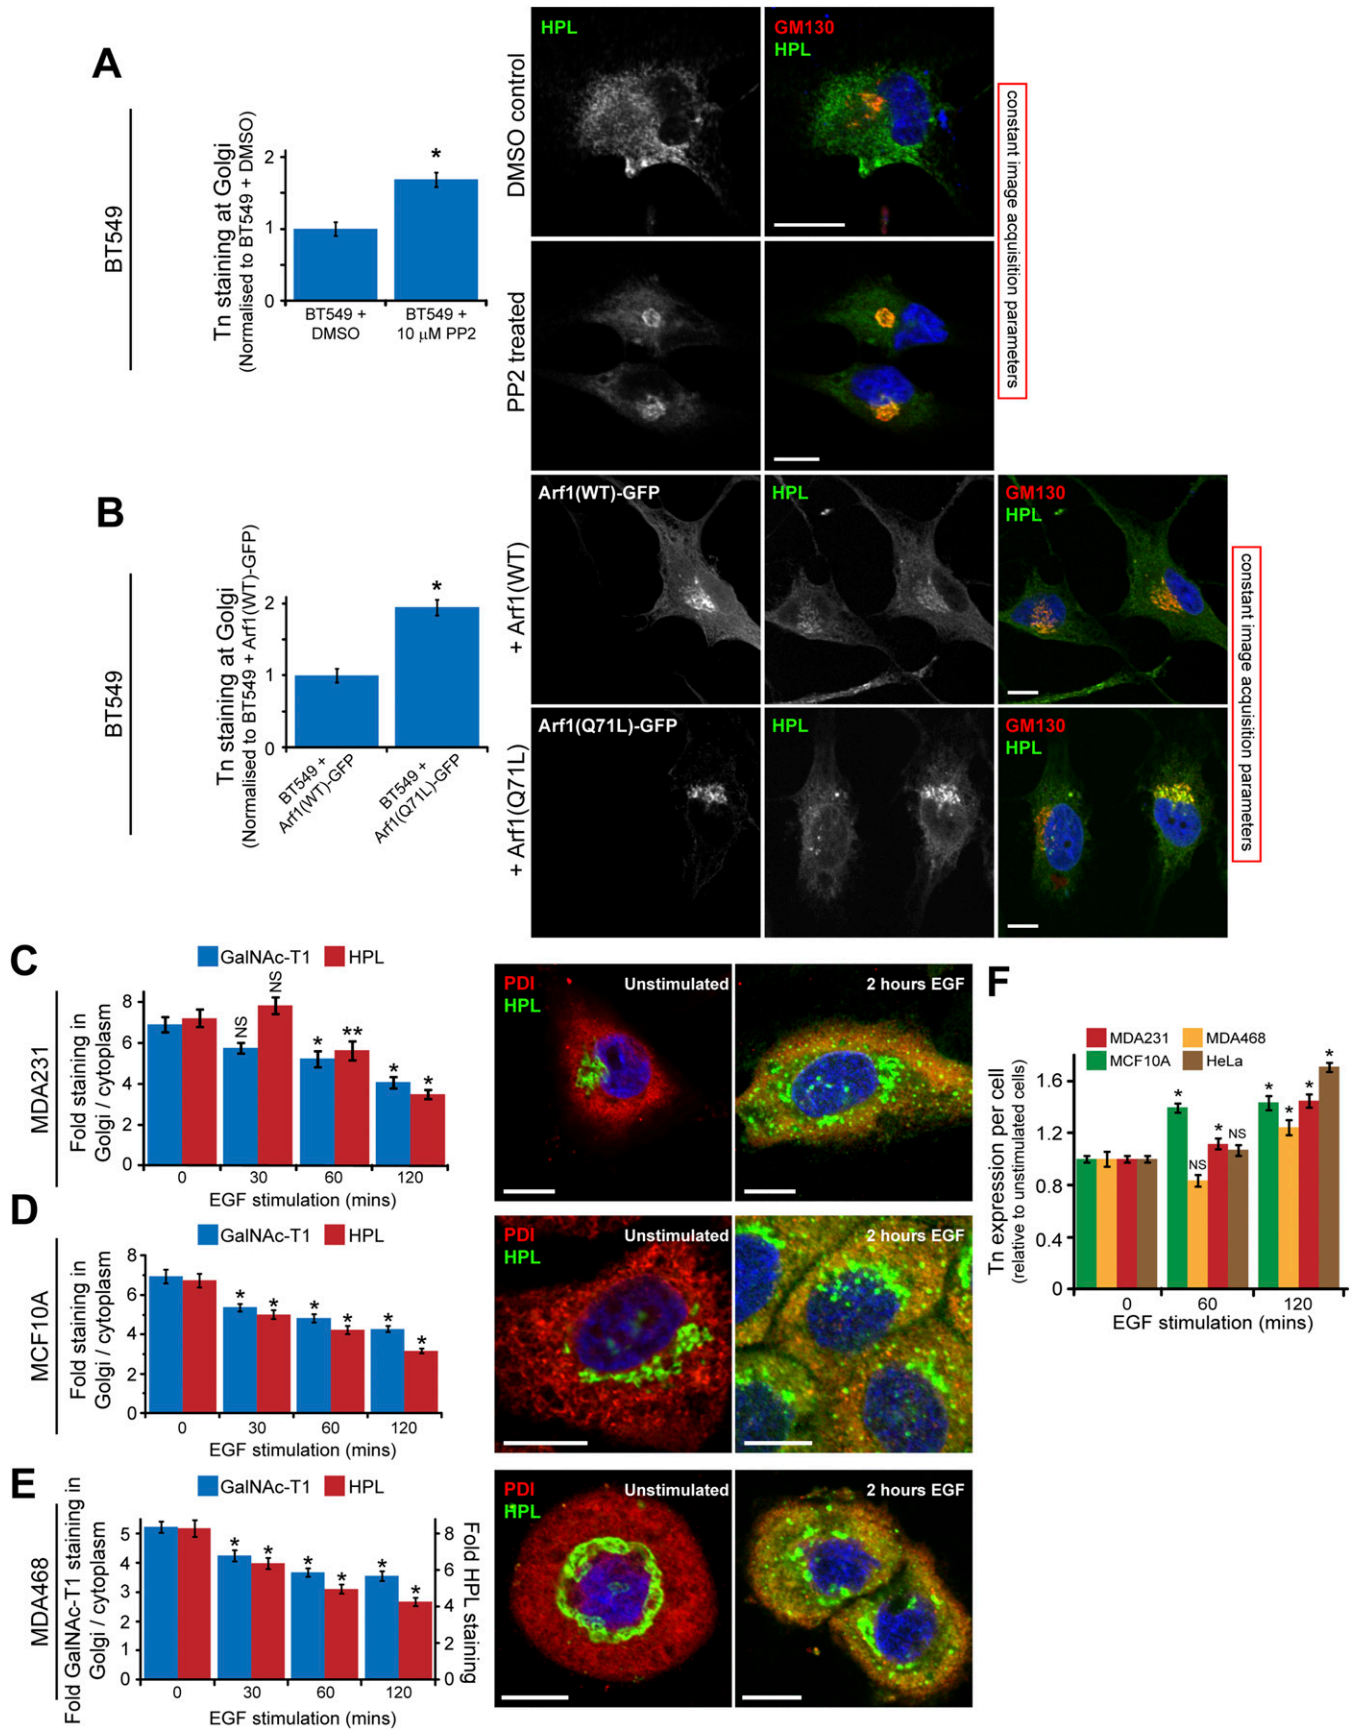 A
BT549
Tn staining at Golgi
(Normalised to BT549 + DMSO)
2
1
0
BT549 +
DMSO
BT549 +
10 µM PP2
*
DMSO control
HPL
GM130
HPL
PP2 treated
constant image acquisition parameters
B
BT549
Tn staining at Golgi
(Normalised to BT549 + Arf1(WT)-GFP)
2
1
0
*
BT549 +
Arf1(WT)-GFP
BT549 +
Arf1(Q71L)-GFP
+ Arf1(WT)
Arf1(WT)-GFP
HPL
GM130
HPL
+ Arf1(Q71L)
Arf1(Q71L)-GFP
HPL
GM130
HPL
constant image acquisition parameters
C
MDA231
GalNAc-T1
HPL
Fold staining in
Golgi / cytoplasm
8
6
4
2
0
NS
NS
*
**
*
*
0
30
60
120
EGF stimulation (mins)
PDI
HPL
Unstimulated
2 hours EGF
D
MCF10A
GalNAc-T1
HPL
Fold staining in
Golgi / cytoplasm
8
6
4
2
0
*
*
*
*
*
*
0
30
60
120
EGF stimulation (mins)
PDI
HPL
Unstimulated
2 hours EGF
E
MDA468
GalNAc-T1
HPL
Fold GalNAc-T1 staining in
Golgi / cytoplasm
5
4
3
2
1
0
*
*
*
*
*
*
8
6
4
2
0
Fold HPL staining
0
30
60
120
EGF stimulation (mins)
PDI
HPL
Unstimulated
2 hours EGF
F
MDA231
MDA468
MCF10A
HeLa
Tn expression per cell
(relative to unstimulated cells)
1.6
1.2
0.8
0.4
0
*
NS
*
NS
*
*
*
*
0
60
120
EGF stimulation (mins)